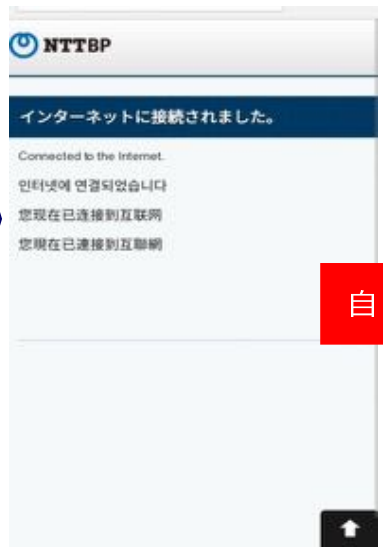 NTTBP
インターネットに接続されました。
Connected to the Internet.
인터넷에 연결되었습니다
您现在已连接到互联网
您現在已連接到互聯網
自